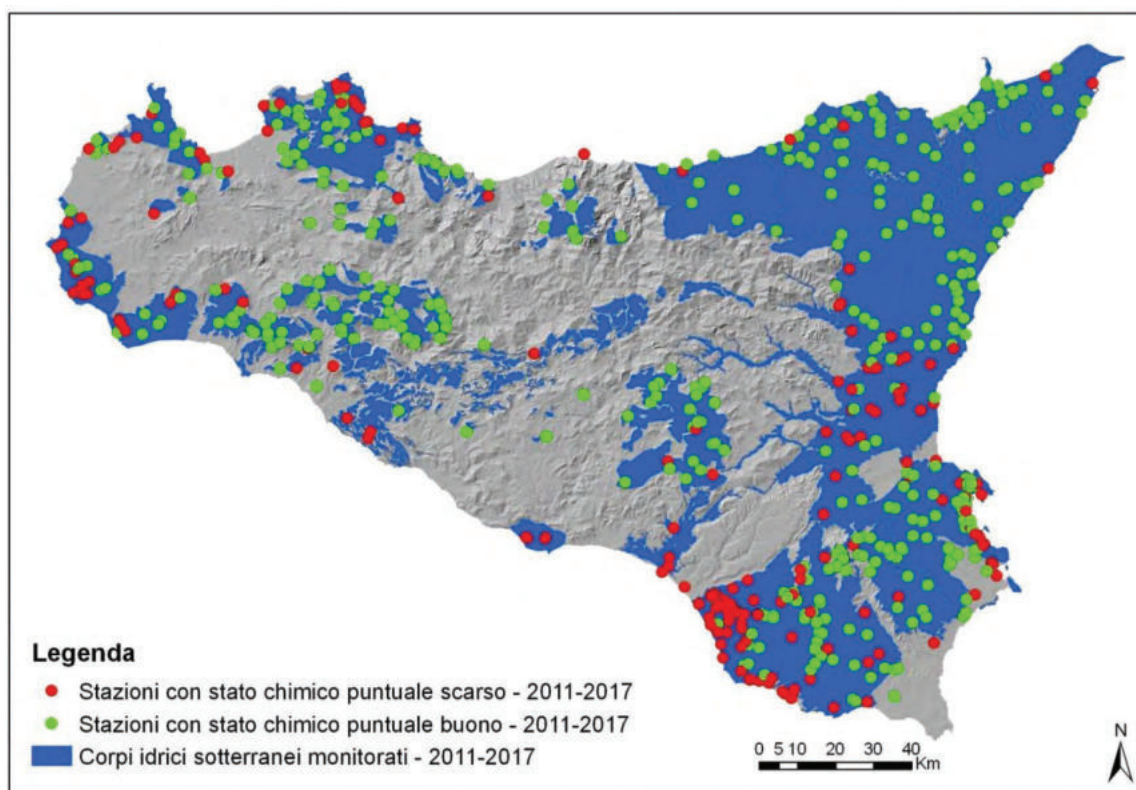 Legenda
Stazioni con stato chimico puntuale scarso - 2011-2017
Stazioni con stato chimico puntuale buono - 2011-2017
Corpi idrici sotterranei monitorati - 2011-2017
0 5 10 20 30 40
Km
N